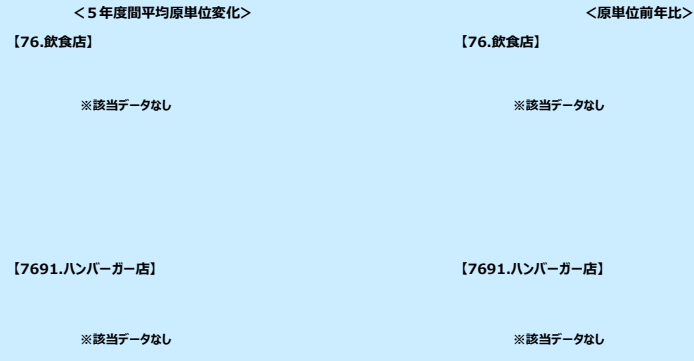 ＜５年度間平均原単位変化＞
＜原単位前年比＞
【76.飲食店】
【76.飲食店】
※該当データなし
※該当データなし
【7691.ハンバーガー店】
【7691.ハンバーガー店】
※該当データなし
※該当データなし